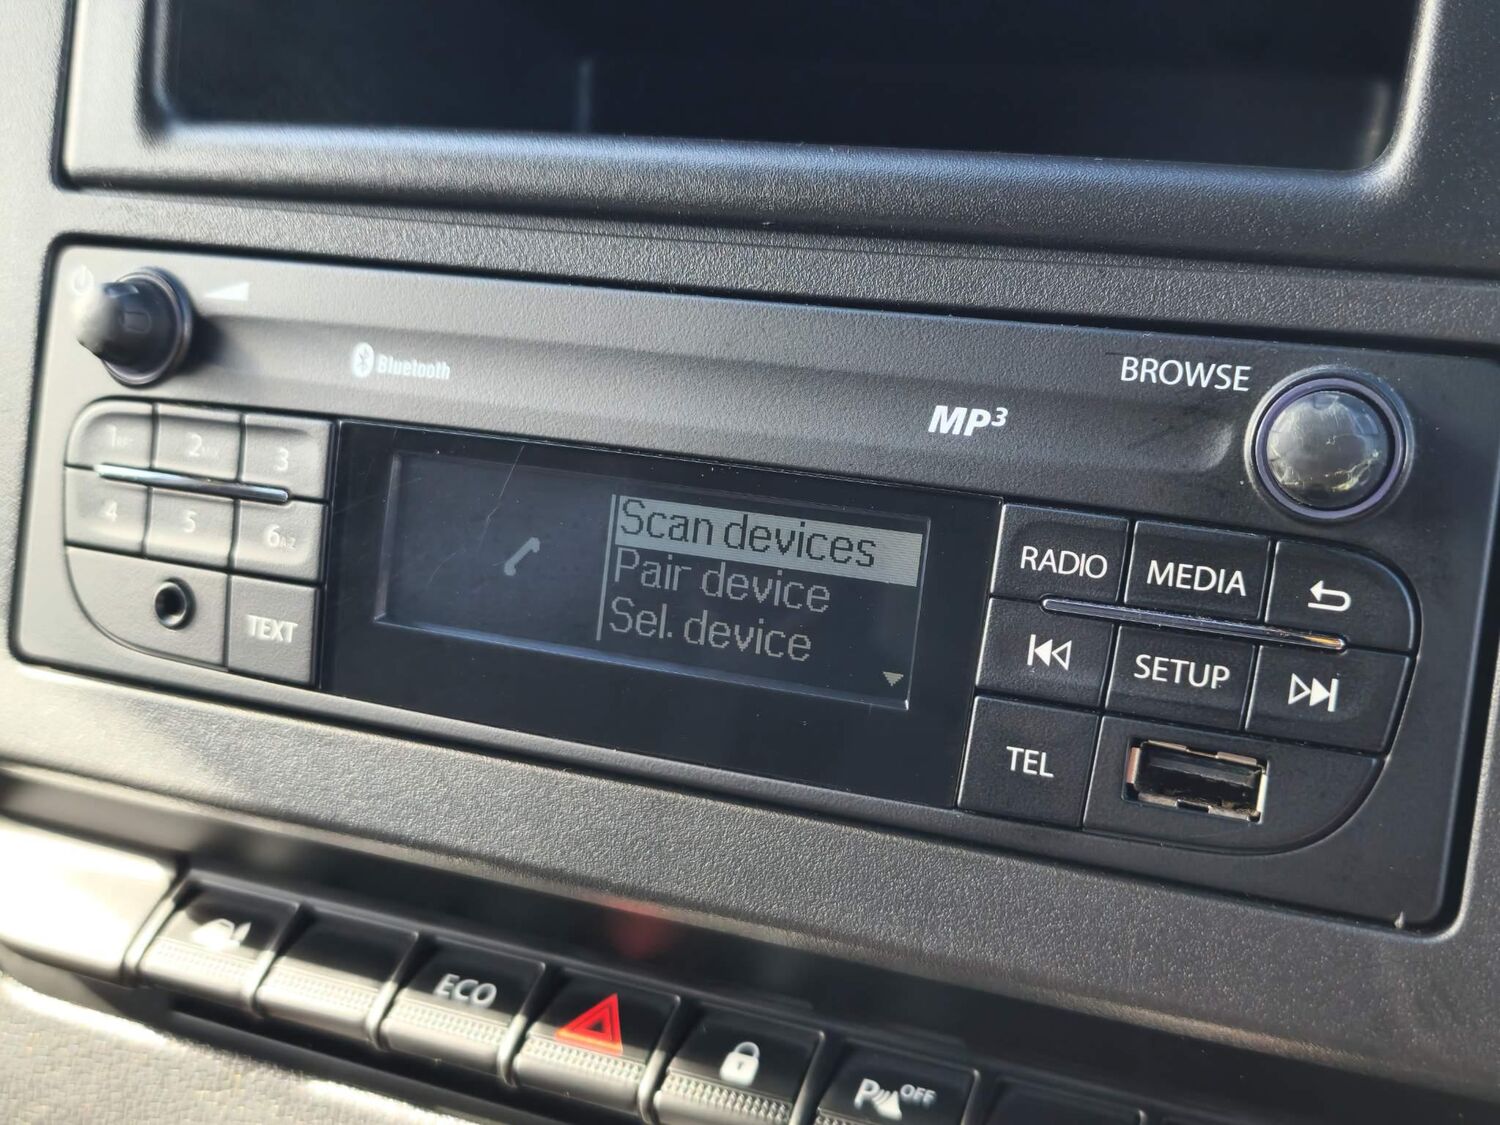 Bluetooth
BROWSE
MP3
1
2
3
4
5
6
TEXT
Scan devices
Pair device
Sel. device
RADIO
MEDIA
SETUP
TEL
ECO
P OFF